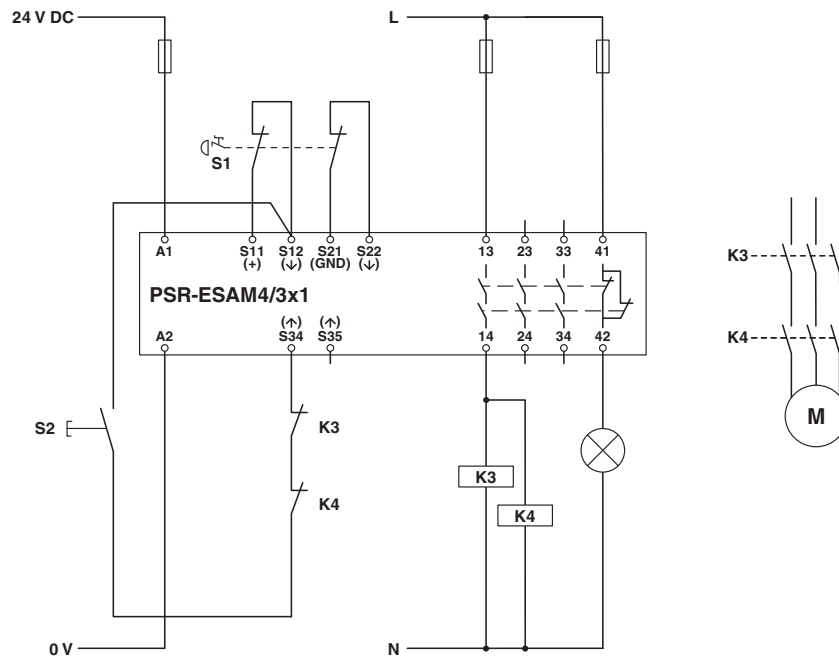 24 V DC
L
S1
A1
S11
(+)
S12
(↓)
S21
(GND)
S22
(↓)
13
23
33
41
PSR-ESAM4/3x1
A2
(↑)
S34
(↑)
S35
14
24
34
42
S2
K3
K4
K3
K4
K3
K4
M
0 V
N